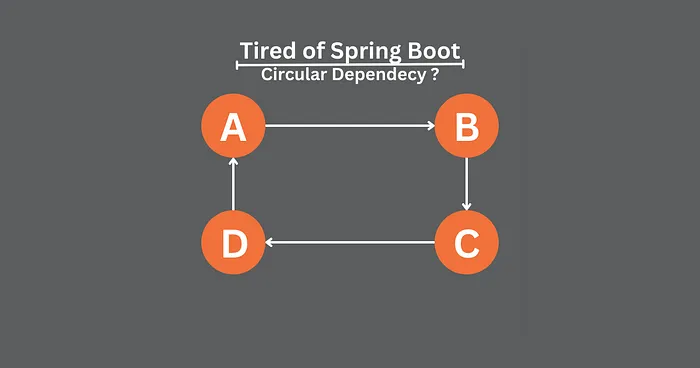 Tired of Spring Boot
Circular Dependecy ?
A
B
D
C